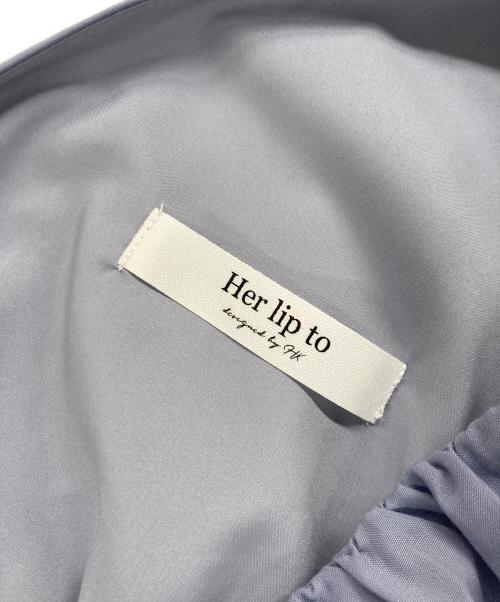 Her lip to
designed by HK